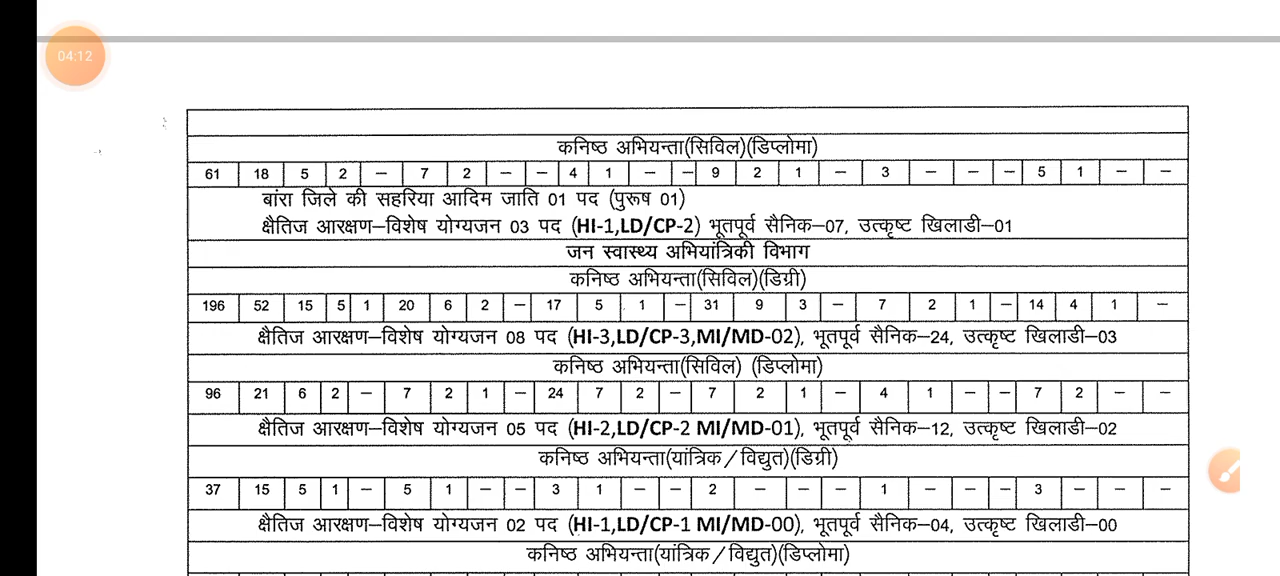 04:12
कनिष्ठ अभियन्ता(सिविल)(डिप्लोमा)
61 18 5 2 – 7 2 – – 4 1 – – 9 2 1 – 3 – – – 5 1 – –
बांरा जिले की सहरिया आदिम जाति 01 पद (पुरूष 01)
क्षैतिज आरक्षण–विशेष योग्यजन 03 पद (HI-1,LD/CP-2) भूतपूर्व सैनिक–07, उत्कृष्ट खिलाडी–01
जन स्वास्थ्य अभियांत्रिकी विभाग
कनिष्ठ अभियन्ता(सिविल)(डिग्री)
196 52 15 5 1 20 6 2 – 17 5 1 – 31 9 3 – 7 2 1 – 14 4 1 –
क्षैतिज आरक्षण–विशेष योग्यजन 08 पद (HI-3,LD/CP-3,MI/MD-02), भूतपूर्व सैनिक–24, उत्कृष्ट खिलाडी–03
कनिष्ठ अभियन्ता(सिविल) (डिप्लोमा)
96 21 6 2 – 7 2 1 – 24 7 2 – 7 2 1 – 4 1 – – 7 2 – –
क्षैतिज आरक्षण–विशेष योग्यजन 05 पद (HI-2,LD/CP-2 MI/MD-01), भूतपूर्व सैनिक–12, उत्कृष्ट खिलाडी–02
कनिष्ठ अभियन्ता(यांत्रिक/विद्युत)(डिग्री)
37 15 5 1 – 5 1 – – 3 1 – – 2 – – – 1 – – – 3 – – –
क्षैतिज आरक्षण–विशेष योग्यजन 02 पद (HI-1,LD/CP-1 MI/MD-00), भूतपूर्व सैनिक–04, उत्कृष्ट खिलाडी–00
कनिष्ठ अभियन्ता(यांत्रिक/विद्युत)(डिप्लोमा)